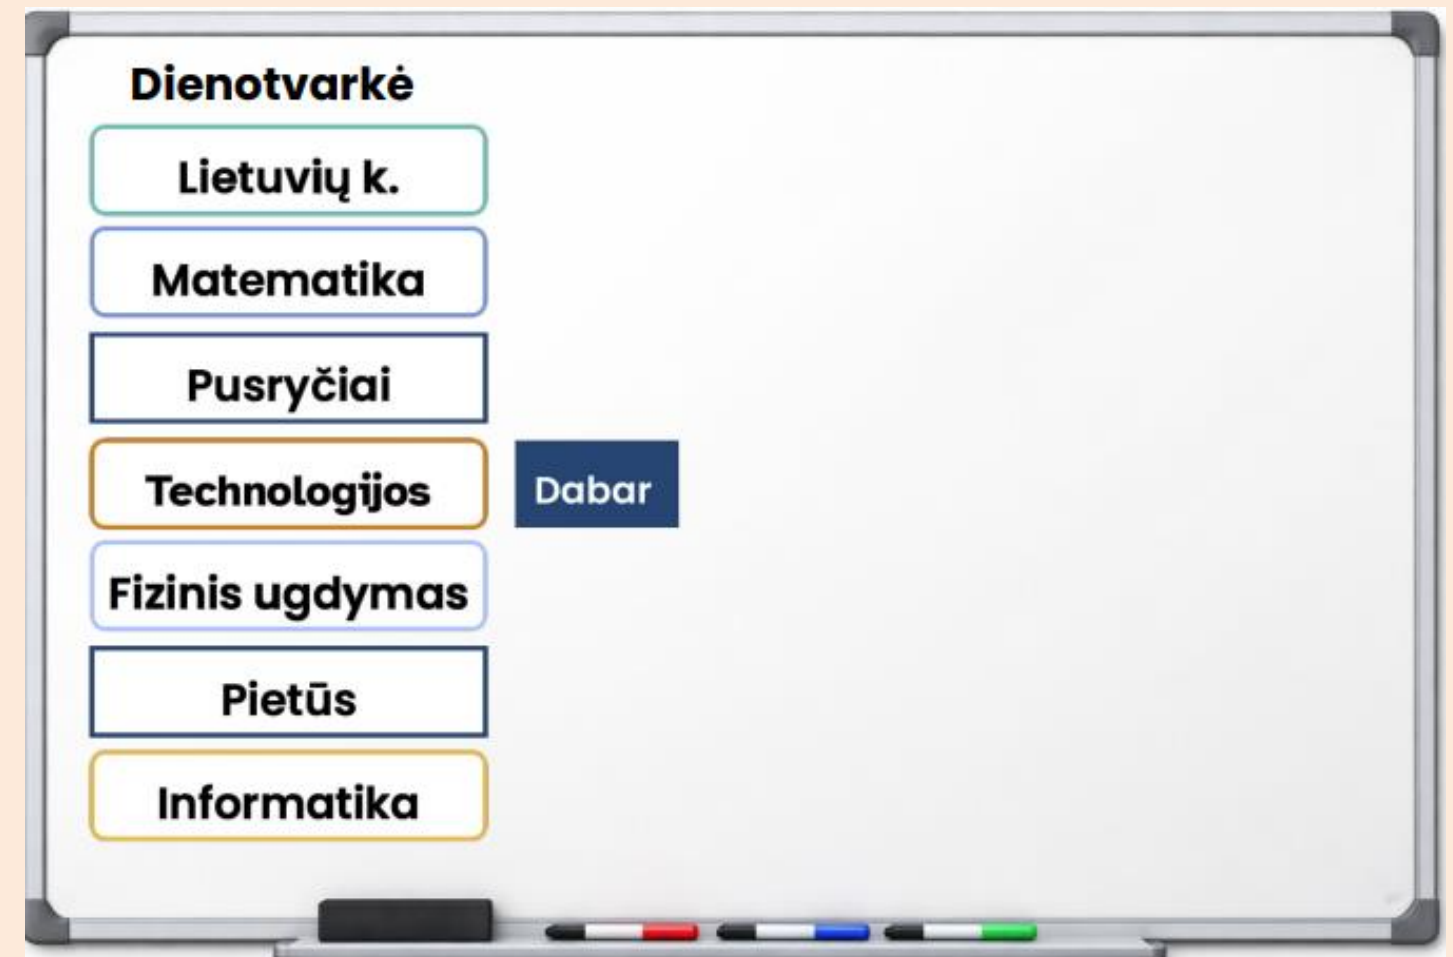 Dienotvarkė
Lietuvių k.
Matematika
Pusryčiai
Technologijos
Dabar
Fizinis ugdymas
Pietūs
Informatika